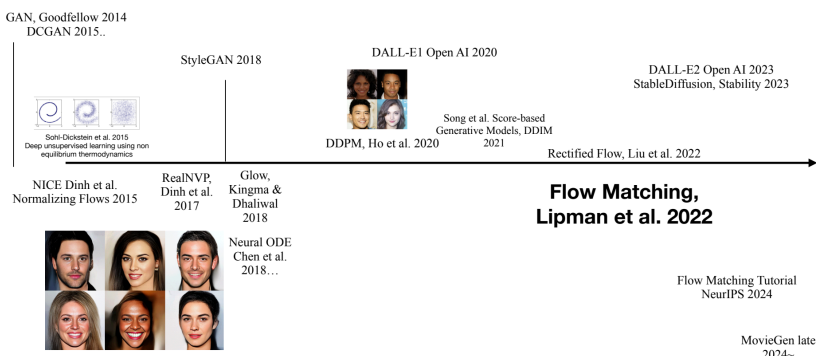 GAN, Goodfellow 2014
DCGAN 2015..
StyleGAN 2018
DALL-E1 Open AI 2020
DALL-E2 Open AI 2023
StableDiffusion, Stability 2023
Sohl-Dickstein et al. 2015
Deep unsupervised learning using non
equilibrium thermodynamics
DDPM, Ho et al. 2020
Song et al. Score-based
Generative Models, DDIM
2021
Rectified Flow, Liu et al. 2022
NICE Dinh et al.
Normalizing Flows 2015
RealNVP,
Dinh et al.
2017
Glow,
Kingma &
Dhaliwal
2018
Neural ODE
Chen et al.
2018…
Flow Matching,
Lipman et al. 2022
Flow Matching Tutorial
NeurIPS 2024
MovieGen late
2024~